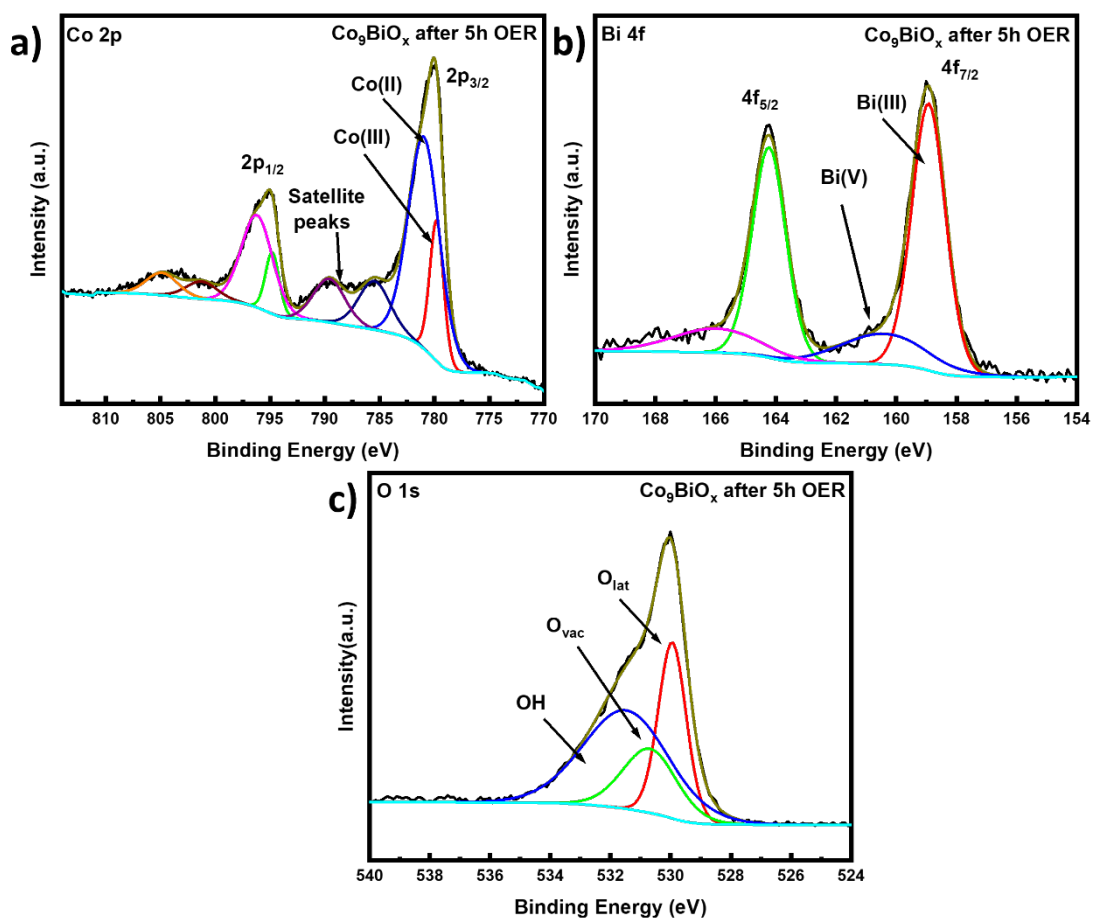 a)
Co 2p
Co₉BiOₓ after 5h OER
2p₃/₂
Co(II)
Co(III)
2p₁/₂
Satellite
peaks
Intensity (a.u.)
810 805 800 795 790 785 780 775 770
Binding Energy (eV)
b)
Bi 4f
Co₉BiOₓ after 5h OER
4f₇/₂
4f₅/₂
Bi(III)
Bi(V)
Intensity (a.u.)
170 168 166 164 162 160 158 156 154
Binding Energy (eV)
c)
O 1s
Co₉BiOₓ after 5h OER
O_lat
O_vac
OH
Intensity(a.u.)
540 538 536 534 532 530 528 526 524
Binding Energy (eV)